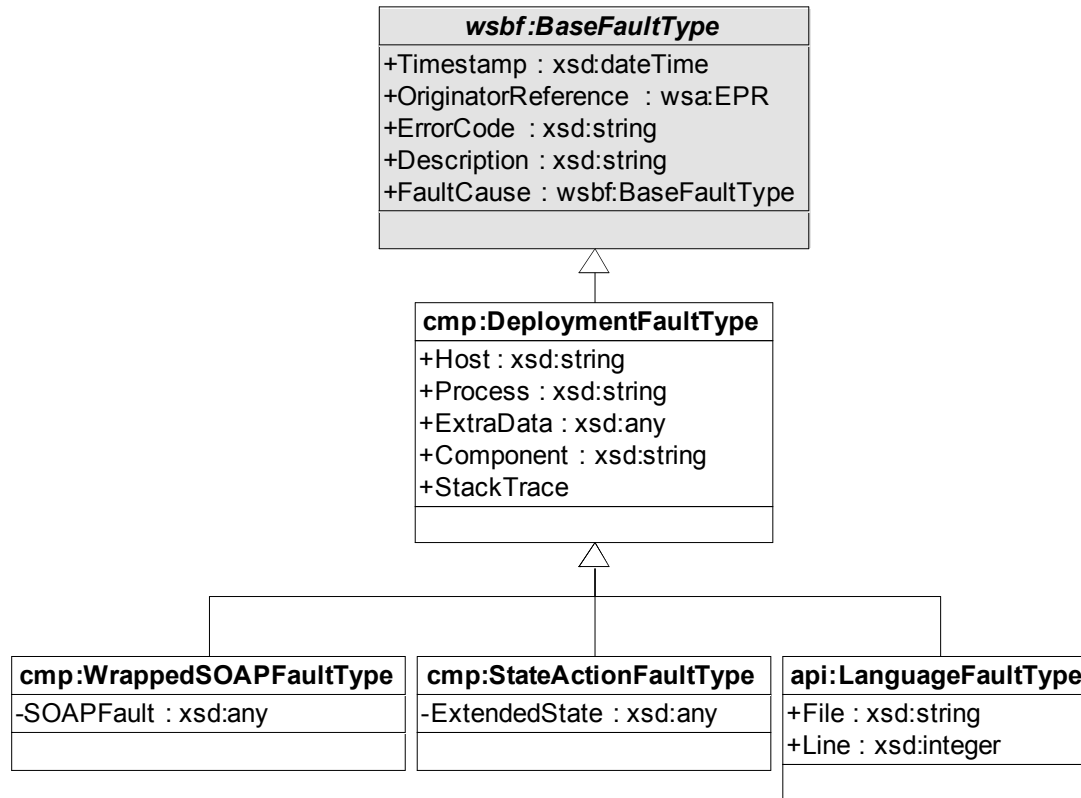 wsbf:BaseFaultType
+Timestamp : xsd:dateTime
+OriginatorReference : wsa:EPR
+ErrorCode : xsd:string
+Description : xsd:string
+FaultCause : wsbf:BaseFaultType
cmp:DeploymentFaultType
+Host : xsd:string
+Process : xsd:string
+ExtraData : xsd:any
+Component : xsd:string
+StackTrace
cmp:WrappedSOAPFaultType
-SOAPFault : xsd:any
cmp:StateActionFaultType
-ExtendedState : xsd:any
api:LanguageFaultType
+File : xsd:string
+Line : xsd:integer